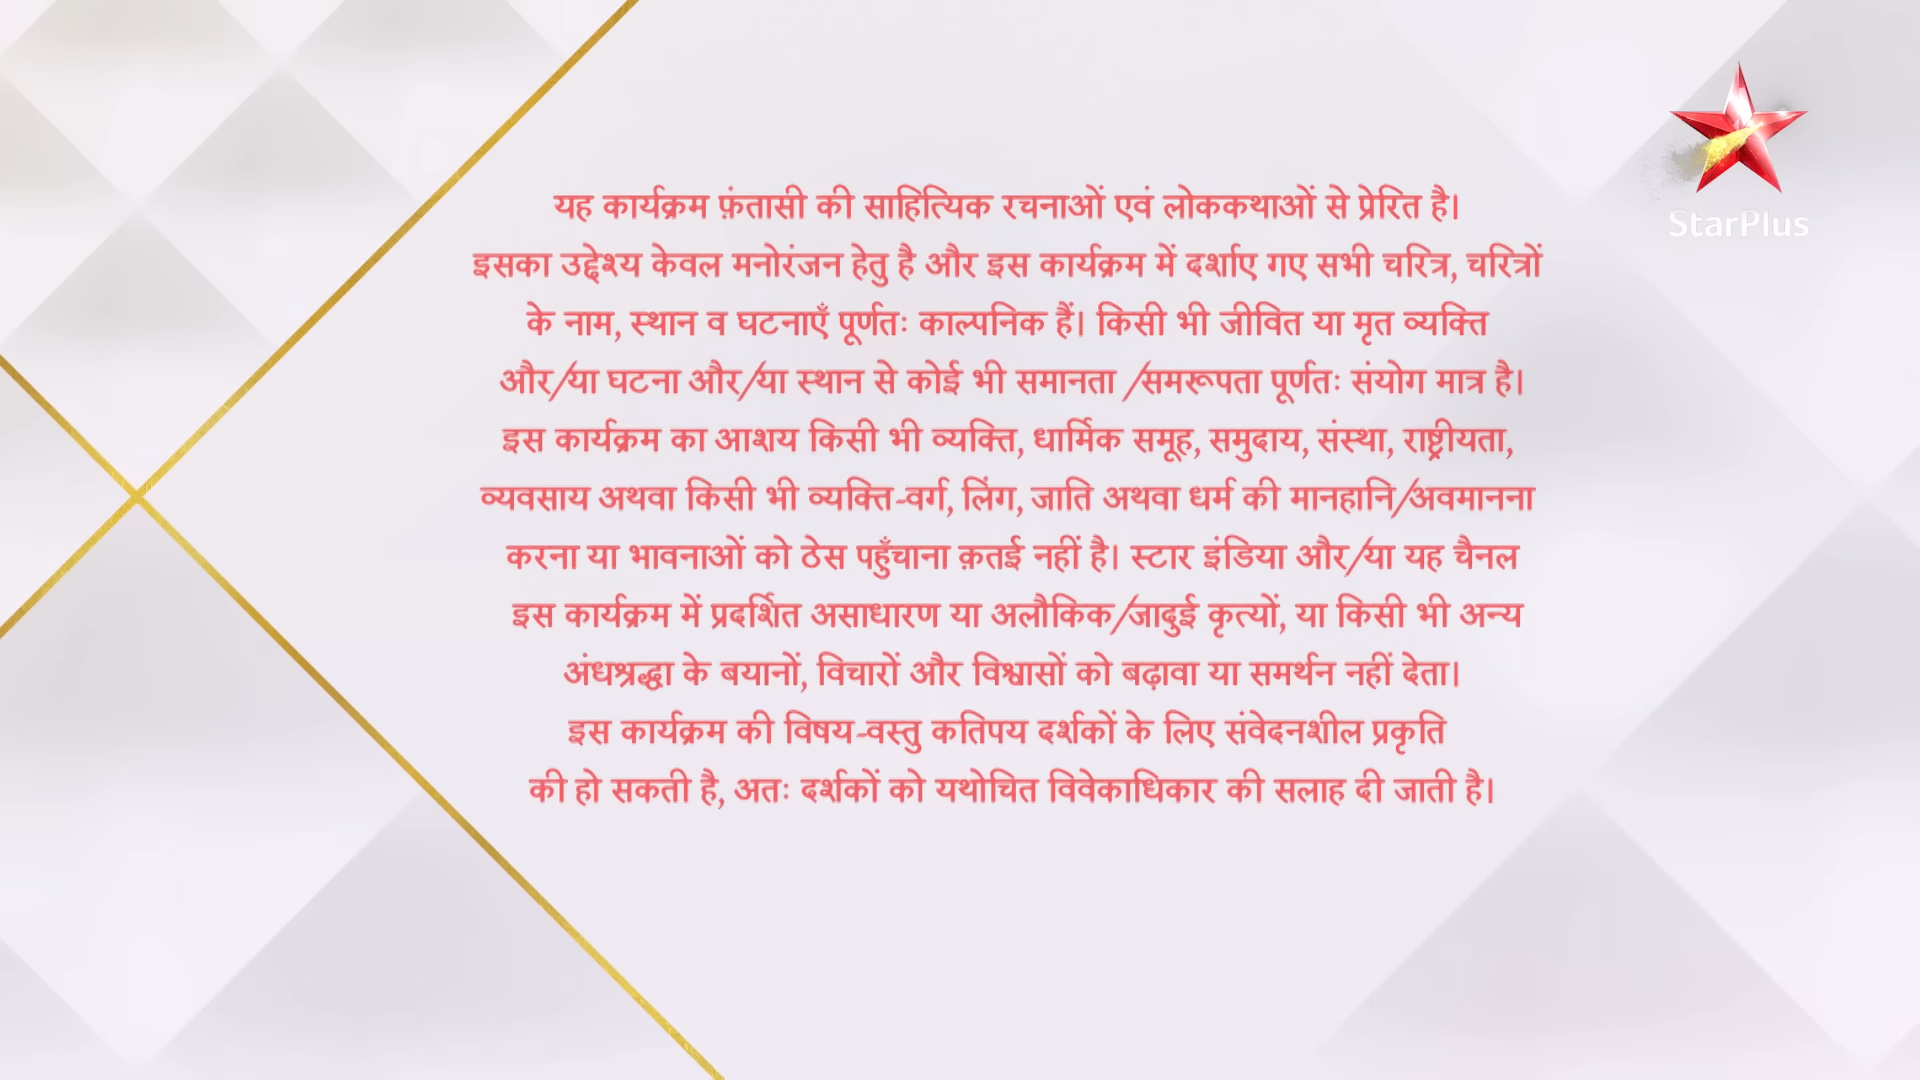 यह कार्यक्रम फ़ंतासी की साहित्यिक रचनाओं एवं लोककथाओं से प्रेरित है।
इसका उद्देश्य केवल मनोरंजन हेतु है और इस कार्यक्रम में दर्शाए गए सभी चरित्र, चरित्रों
के नाम, स्थान व घटनाएँ पूर्णतः काल्पनिक हैं। किसी भी जीवित या मृत व्यक्ति
और/या घटना और/या स्थान से कोई भी समानता /समरूपता पूर्णतः संयोग मात्र है।
इस कार्यक्रम का आशय किसी भी व्यक्ति, धार्मिक समूह, समुदाय, संस्था, राष्ट्रीयता,
व्यवसाय अथवा किसी भी व्यक्ति-वर्ग, लिंग, जाति अथवा धर्म की मानहानि/अवमानना
करना या भावनाओं को ठेस पहुँचाना क़तई नहीं है। स्टार इंडिया और/या यह चैनल
इस कार्यक्रम में प्रदर्शित असाधारण या अलौकिक/जादुई कृत्यों, या किसी भी अन्य
अंधश्रद्धा के बयानों, विचारों और विश्वासों को बढ़ावा या समर्थन नहीं देता।
इस कार्यक्रम की विषय-वस्तु कतिपय दर्शकों के लिए संवेदनशील प्रकृति
की हो सकती है, अतः दर्शकों को यथोचित विवेकाधिकार की सलाह दी जाती है।
StarPlus